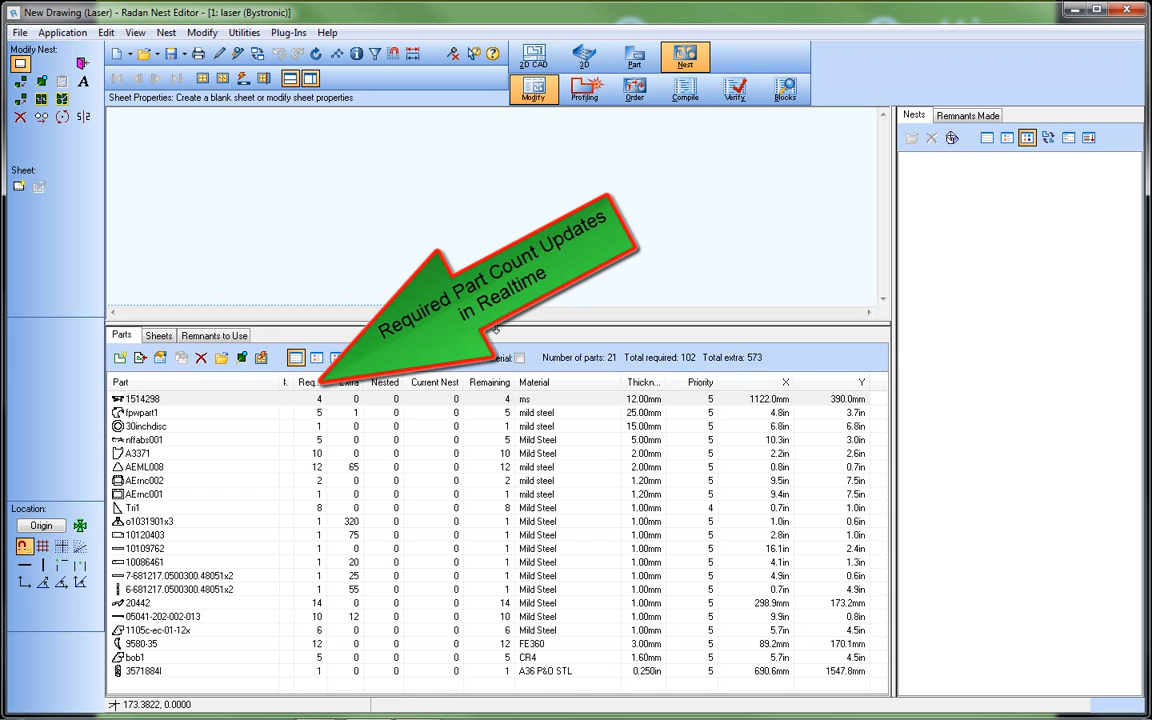 New Drawing (Laser) - Radan Nest Editor - [1: laser (Bystronic)]
File Application Edit View Nest Modify Utilities Plug-Ins Help
Modify Nest:
2D CAD 3D Part Nest
Modify Profiling Order Compile Verify Blocks
Sheet Properties: Create a blank sheet or modify sheet properties
Nests Remnants Made
Sheet:
Required Part Count Updates
in Realtime
Parts Sheets Remnants to Use
Number of parts: 21 Total required: 102 Total extra: 573
Part Req... Extra Nested Current Nest Remaining Material Thickn... Priority X Y
1514298 4 0 0 0 4 ms 12.00mm 5 1122.0mm 390.0mm
fpwpart1 5 1 0 0 5 mild steel 25.00mm 5 4.8in 3.7in
30inchdisc 1 0 0 0 1 mild steel 15.00mm 5 6.8in 6.8in
nffabs001 5 0 0 0 5 Mild Steel 5.00mm 5 10.3in 3.0in
A3371 10 0 0 0 10 Mild Steel 2.00mm 5 2.2in 2.6in
AEML008 12 65 0 0 12 mild steel 2.00mm 5 0.8in 0.7in
AErnc002 2 0 0 0 2 mild steel 1.20mm 5 9.5in 7.5in
AErnc001 1 0 0 0 1 mild steel 1.20mm 5 9.4in 7.5in
Tri1 8 0 0 0 8 Mild Steel 1.00mm 4 0.7in 1.0in
o1031901x3 1 320 0 0 1 Mild Steel 1.00mm 5 1.0in 0.6in
10120403 1 75 0 0 1 Mild Steel 1.00mm 5 2.8in 1.0in
10109762 1 0 0 0 1 Mild Steel 1.00mm 5 16.1in 2.4in
10086461 1 20 0 0 1 Mild Steel 1.00mm 5 4.1in 1.3in
7-681217.0500300.48051x2 1 25 0 0 1 Mild Steel 1.00mm 5 4.9in 0.6in
6-681217.0500300.48051x2 1 55 0 0 1 Mild Steel 1.00mm 5 0.7in 4.9in
20442 14 0 0 0 14 Mild Steel 1.00mm 5 298.9mm 173.2mm
05041-202-002-013 10 12 0 0 10 Mild Steel 1.00mm 5 9.9in 0.8in
1105c-ec-01-12x 6 0 0 0 6 Mild Steel 1.00mm 5 5.7in 4.5in
9580-35 12 0 0 0 12 FE360 3.00mm 5 89.2mm 170.1mm
bob1 5 0 0 0 5 CR4 1.60mm 5 5.7in 4.5in
3571884l 1 0 0 0 1 A36 P&O STL 0.250in 5 690.6mm 1547.8mm
Location:
Origin
173.3822, 0.0000